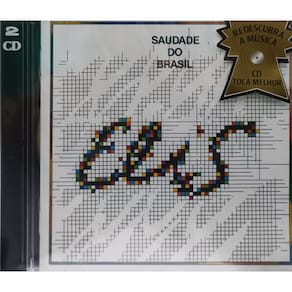 2
CD
SAUDADE
DO
BRASIL
REDESCUBRA
A MÚSICA
CD
TOCA MELHOR
Elis